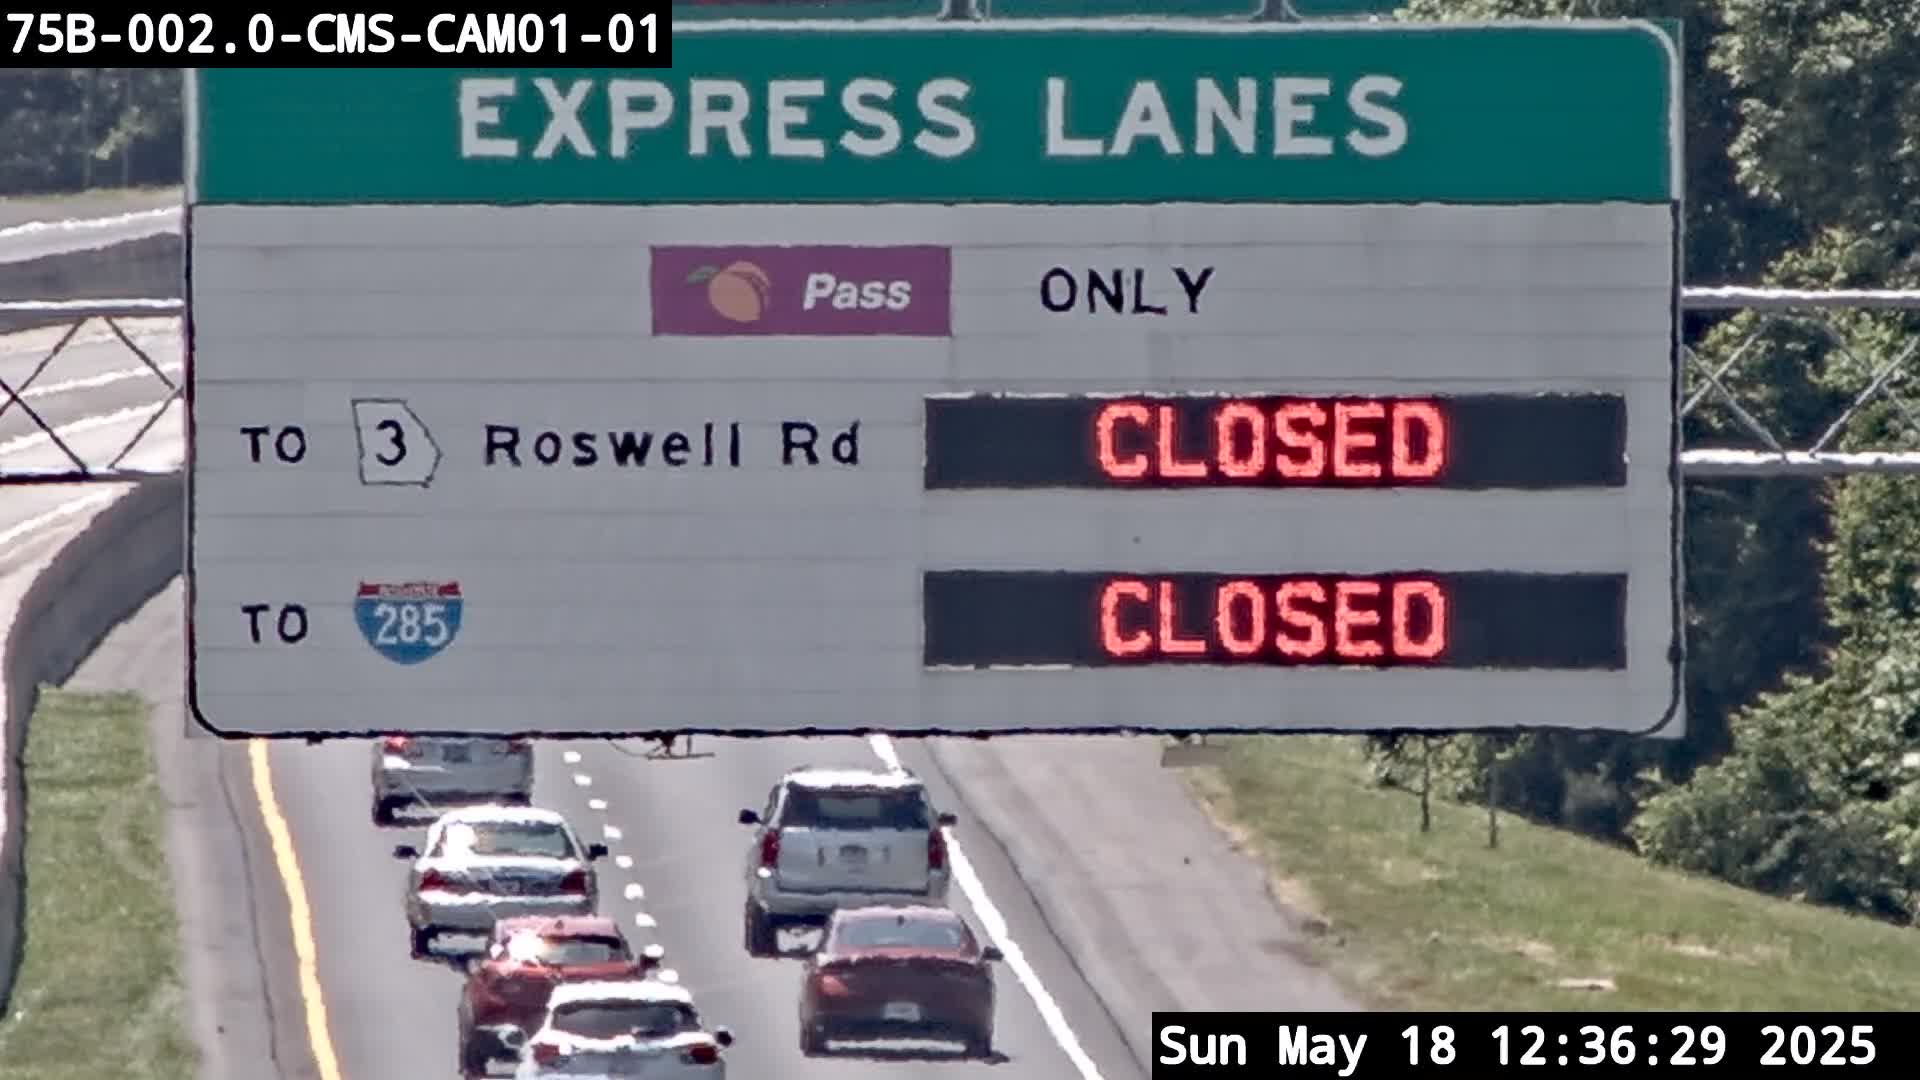 75B-002.0-CMS-CAM01-01
EXPRESS LANES
Pass ONLY
TO 3 Roswell Rd CLOSED
TO 285 CLOSED
Sun May 18 12:36:29 2025